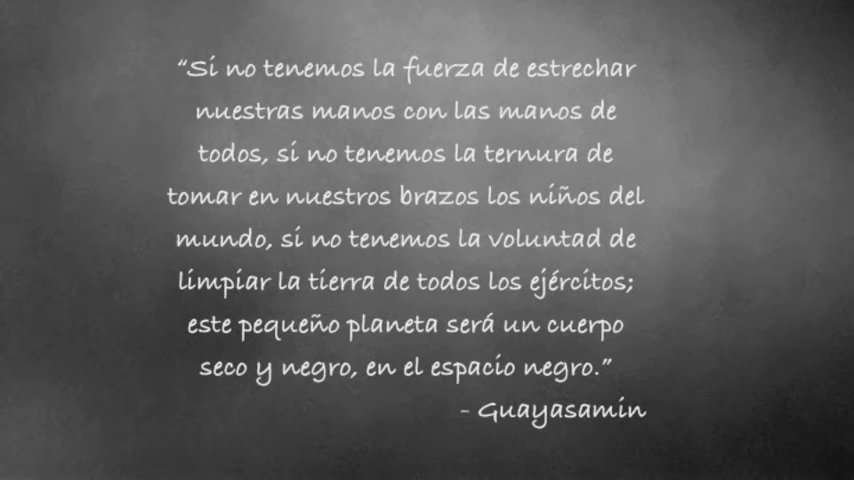 “Si no tenemos la fuerza de estrechar
nuestras manos con las manos de
todos, si no tenemos la ternura de
tomar en nuestros brazos los niños del
mundo, si no tenemos la voluntad de
limpiar la tierra de todos los ejércitos;
este pequeño planeta será un cuerpo
seco y negro, en el espacio negro.”
- Guayasamin